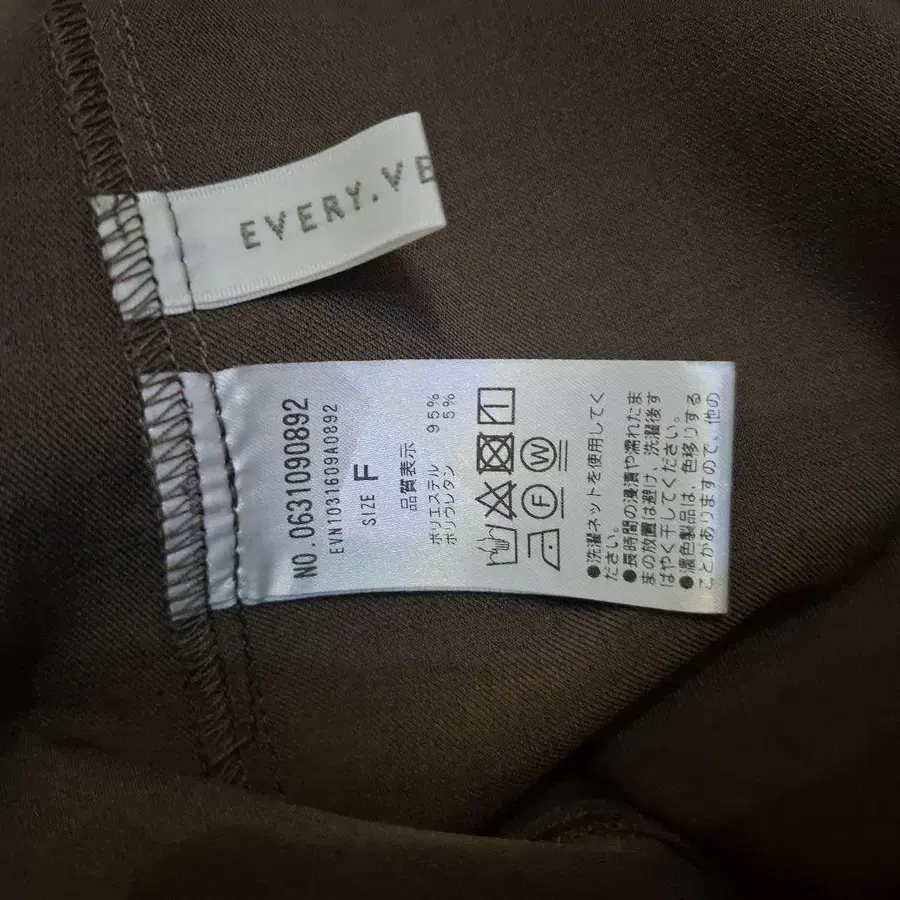 EVERY.VE
NO.0631090892
EVN1031609A0892
SIZE F
品質表示
ポリエステル 95%
ポリウレタン 5%
W
F
●洗濯ネットを使用してく
ださい。
●長時間の浸漬や濡れたま
まの放置は避け、洗濯後す
ばやく干してください。
●濃色製品は、色移りする
ことがありますので、他の